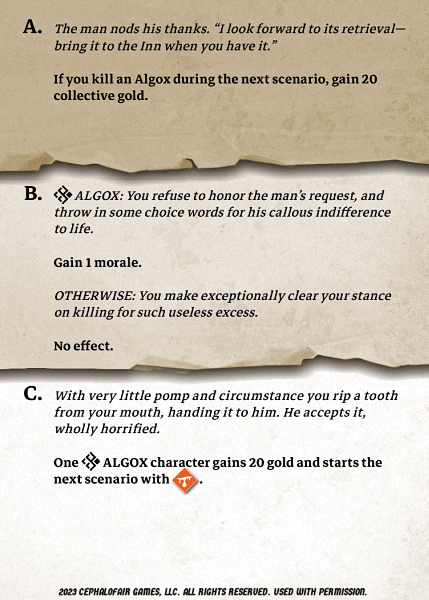 A. The man nods his thanks. “I look forward to its retrieval—
bring it to the Inn when you have it.”
If you kill an Algox during the next scenario, gain 20
collective gold.
B. ALGOX: You refuse to honor the man’s request, and
throw in some choice words for his callous indifference
to life.
Gain 1 morale.
OTHERWISE: You make exceptionally clear your stance
on killing for such useless excess.
No effect.
C. With very little pomp and circumstance you rip a tooth
from your mouth, handing it to him. He accepts it,
wholly horrified.
One ALGOX character gains 20 gold and starts the
next scenario with .
2023 CEPHALOFAIR GAMES, LLC. ALL RIGHTS RESERVED. USED WITH PERMISSION.